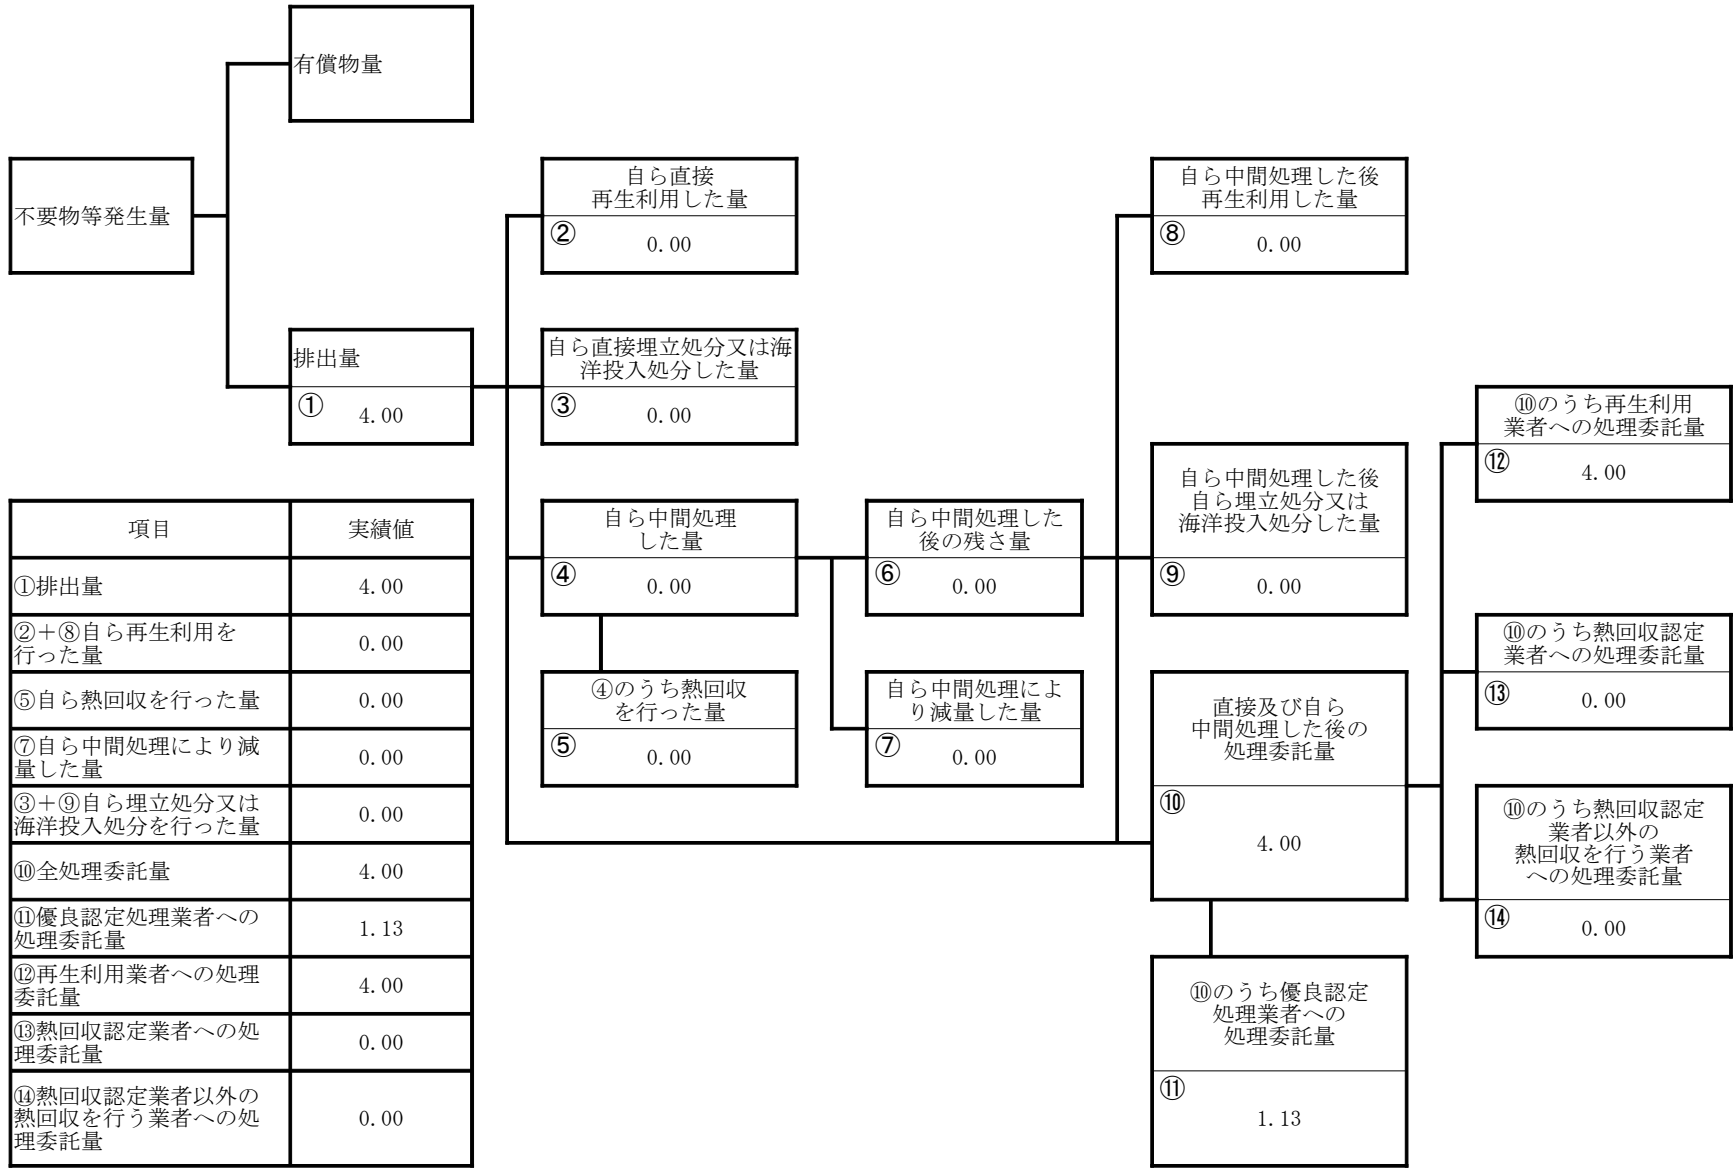 有償物量
不要物等発生量
自ら直接
再生利用した量
②
0.00
自ら中間処理した後
再生利用した量
⑧
0.00
排出量
①
4.00
自ら直接埋立処分又は海
洋投入処分した量
③
0.00
⑩のうち再生利用
業者への処理委託量
⑫
4.00
自ら中間処理した後
自ら埋立処分又は
海洋投入処分した量
⑨
0.00
自ら中間処理
した量
④
0.00
自ら中間処理した
後の残さ量
⑥
0.00
⑩のうち熱回収認定
業者への処理委託量
⑬
0.00
④のうち熱回収
を行った量
⑤
0.00
自ら中間処理によ
り減量した量
⑦
0.00
直接及び自ら
中間処理した後の
処理委託量
⑩
4.00
⑩のうち熱回収認定
業者以外の
熱回収を行う業者
への処理委託量
⑭
0.00
⑩のうち優良認定
処理業者への
処理委託量
⑪
1.13
項目 実績値
①排出量 4.00
②＋⑧自ら再生利用を
行った量 0.00
⑤自ら熱回収を行った量 0.00
⑦自ら中間処理により減
量した量 0.00
③＋⑨自ら埋立処分又は
海洋投入処分を行った量 0.00
⑩全処理委託量 4.00
⑪優良認定処理業者への
処理委託量 1.13
⑫再生利用業者への処理
委託量 4.00
⑬熱回収認定業者への処
理委託量 0.00
⑭熱回収認定業者以外の
熱回収を行う業者への処
理委託量 0.00